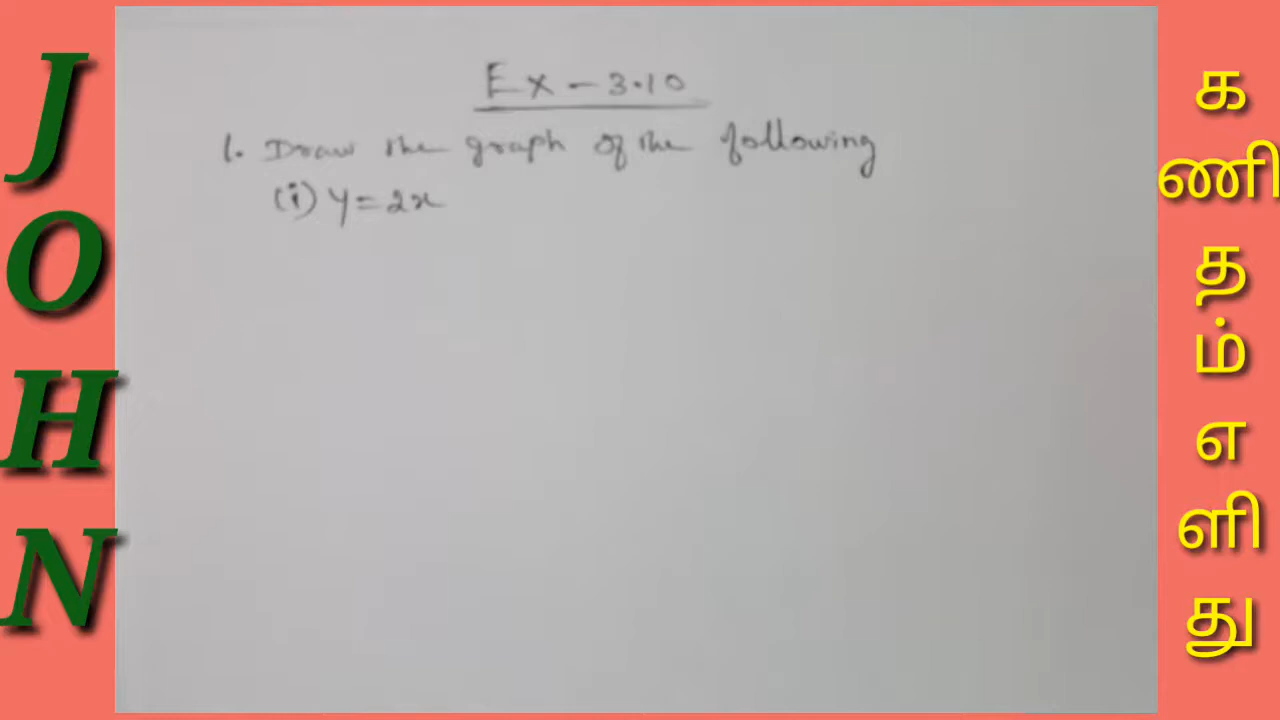 JOHN
Ex - 3.10
1. Draw the graph of the following
(i) y = 2x
கணிதம் எளிது